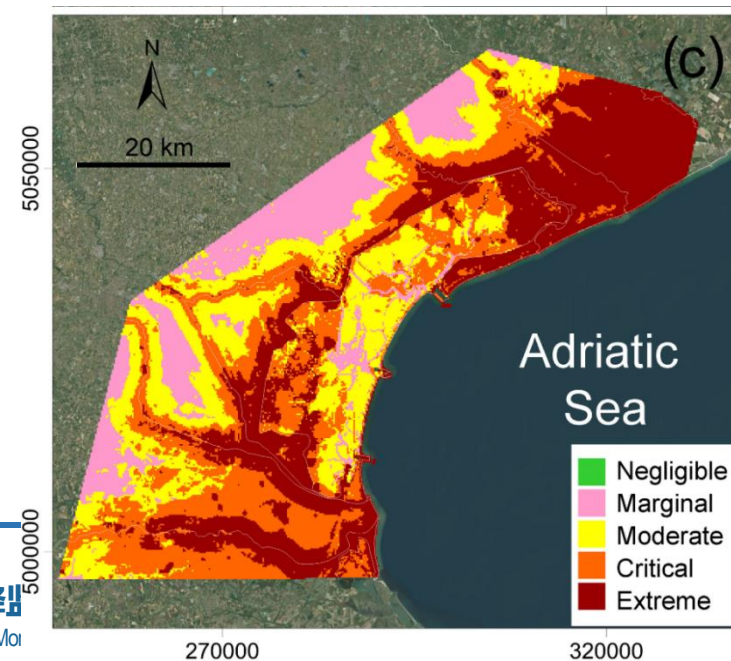 (c)
N
20 km
5050000
Adriatic
Sea
Negligible
Marginal
Moderate
Critical
Extreme
5000000
270000
320000